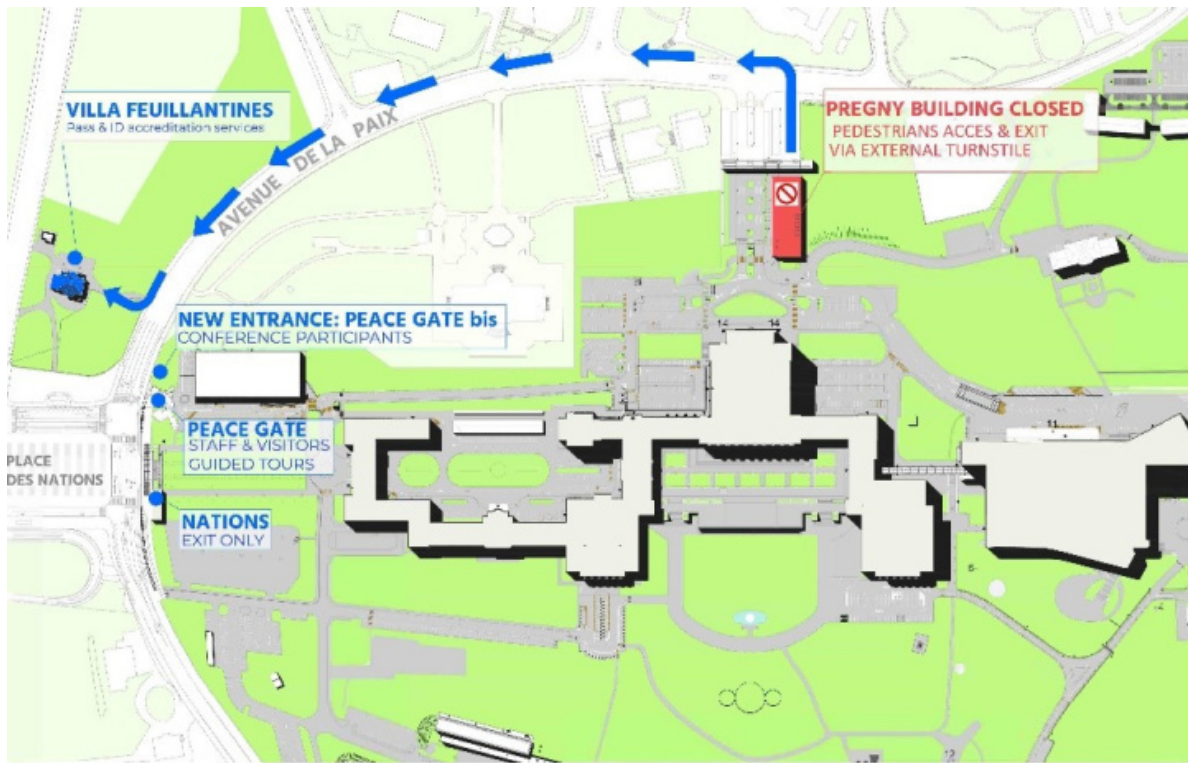 VILLA FEUILLANTINES
Pass & ID accreditation services
AVENUE DE LA PAIX
PREGNY BUILDING CLOSED
PEDESTRIANS ACCES & EXIT
VIA EXTERNAL TURNSTILE
NEW ENTRANCE: PEACE GATE bis
CONFERENCE PARTICIPANTS
14 14
PEACE GATE
STAFF & VISITORS
GUIDED TOURS
PLACE
DES NATIONS
NATIONS
EXIT ONLY